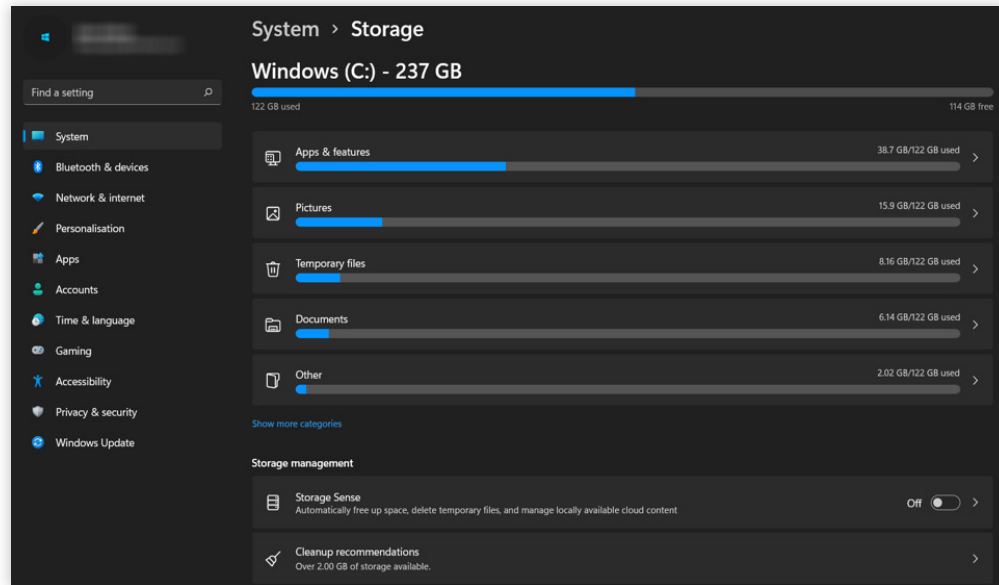 System > Storage
Windows (C:) - 237 GB
122 GB used
114 GB free
Find a setting
System
Bluetooth & devices
Network & internet
Personalisation
Apps
Accounts
Time & language
Gaming
Accessibility
Privacy & security
Windows Update
Apps & features
38.7 GB/122 GB used
Pictures
15.9 GB/122 GB used
Temporary files
8.16 GB/122 GB used
Documents
6.14 GB/122 GB used
Other
2.02 GB/122 GB used
Show more categories
Storage management
Storage Sense
Automatically free up space, delete temporary files, and manage locally available cloud content
Off
Cleanup recommendations
Over 2.00 GB of storage available.